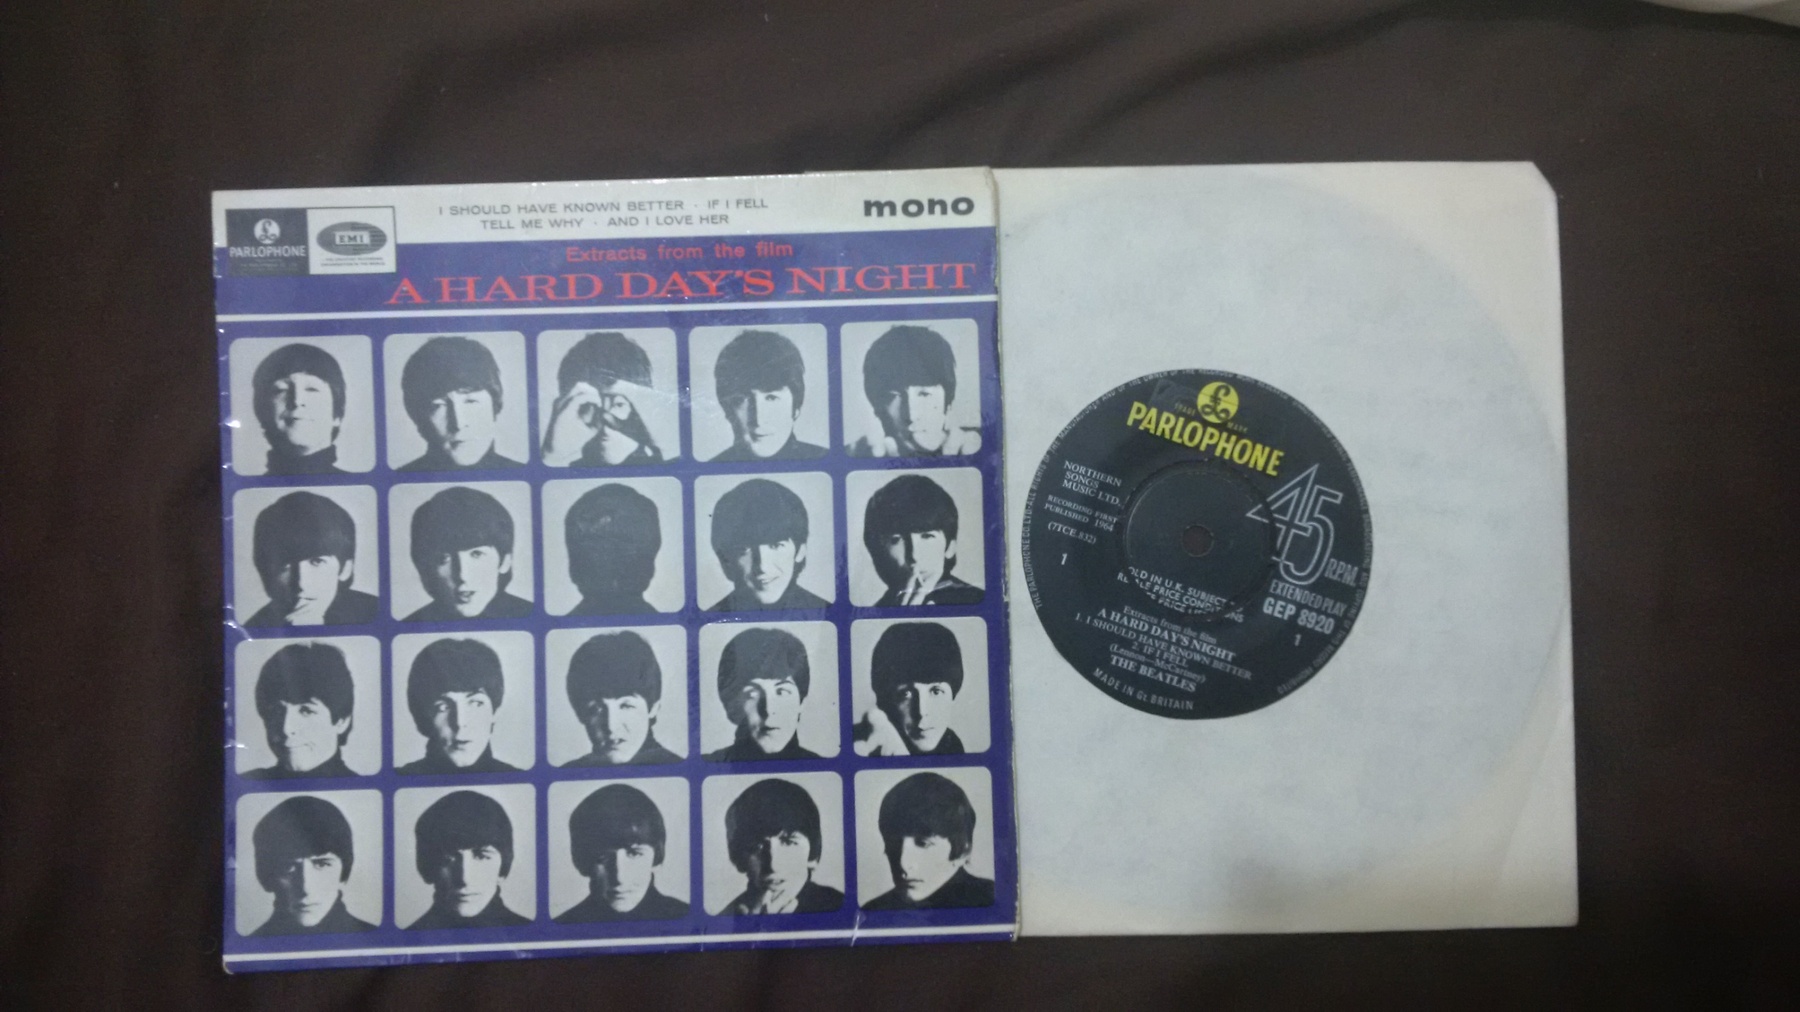 I SHOULD HAVE KNOWN BETTER · IF I FELL
TELL ME WHY · AND I LOVE HER
mono
PARLOPHONE
EMI
Extracts from the film
A HARD DAY'S NIGHT
£
PARLOPHONE
NORTHERN
SONGS
MUSIC LTD.
RECORDING FIRST
PUBLISHED 1964
(7TCE.832)
1
45
R.P.M.
EXTENDED PLAY
GEP 8920
1
IN U.K. SUBJECT
PRICE
Extracts from the film
A HARD DAY'S NIGHT
1. I SHOULD HAVE KNOWN BETTER
2. IF I FELL
(Lennon—McCartney)
THE BEATLES
MADE IN Gt. BRITAIN